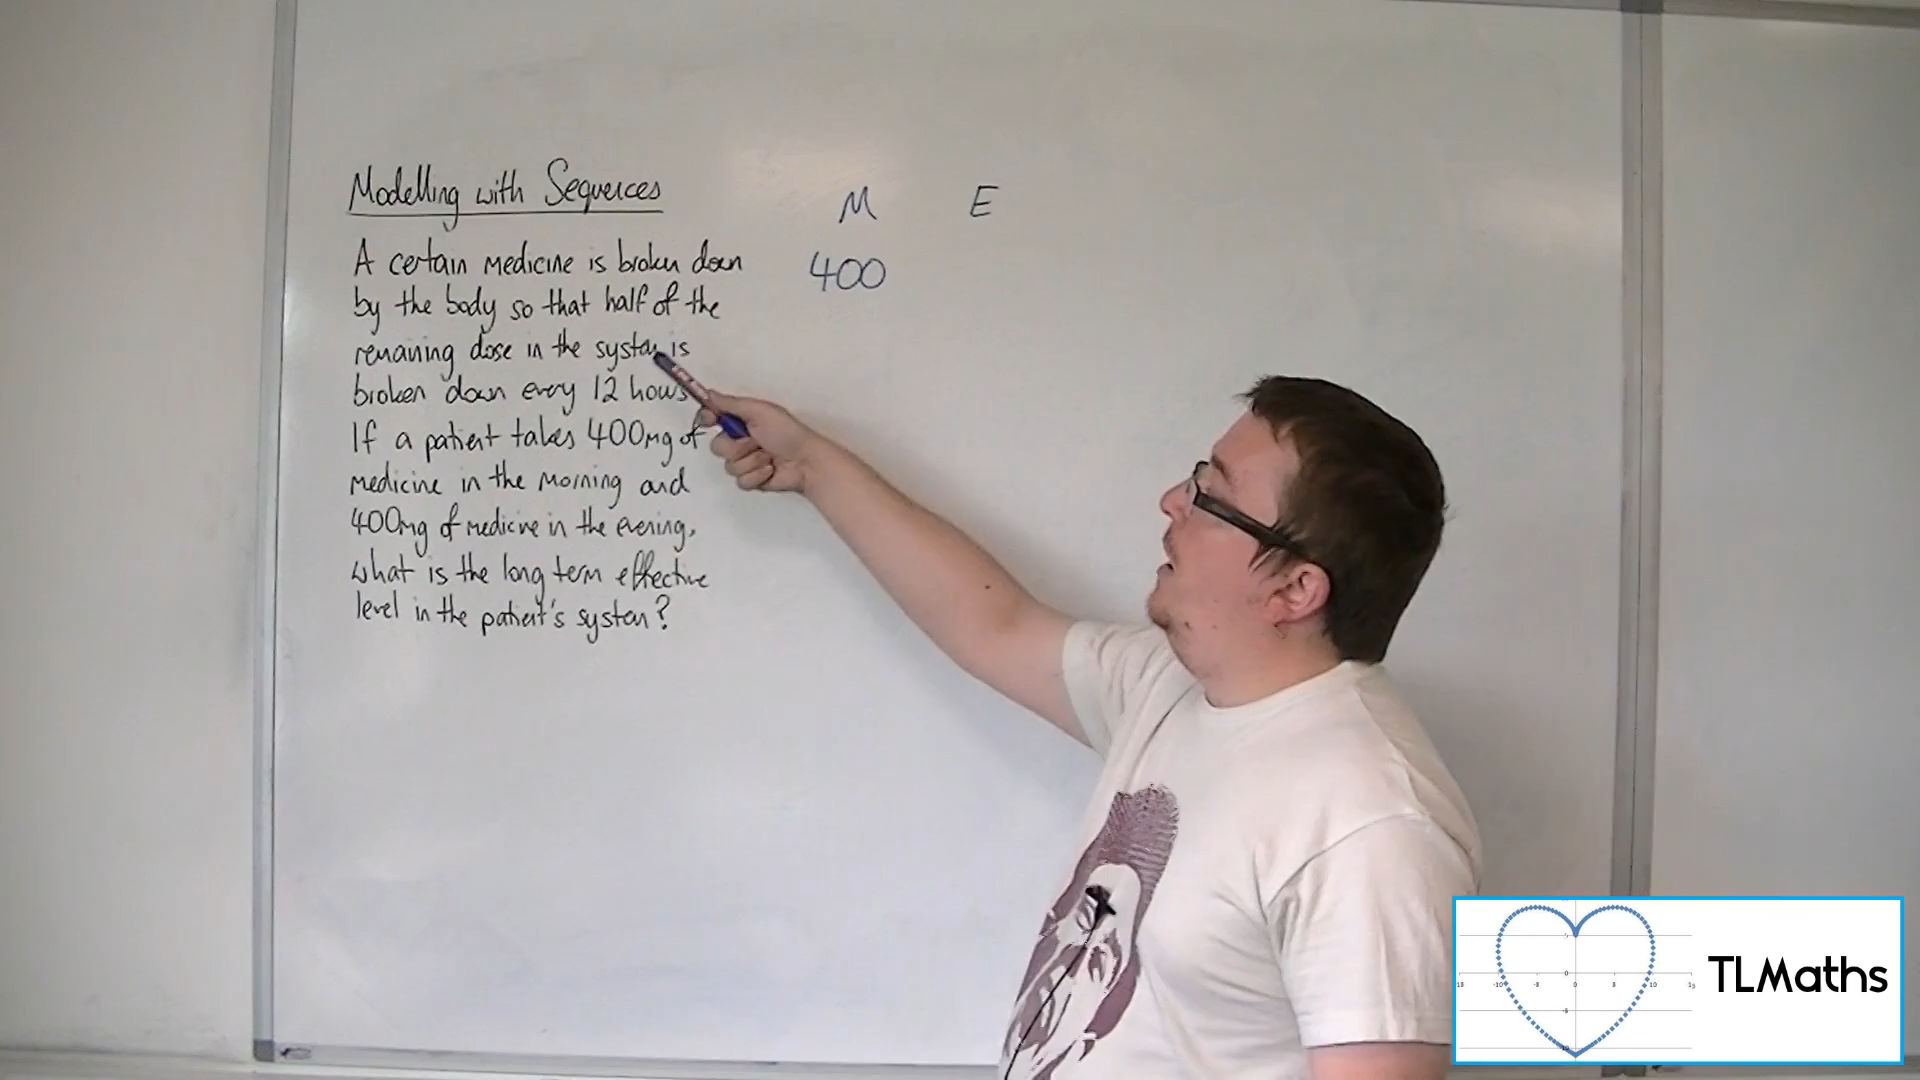 Modelling with Sequences
A certain medicine is broken down
by the body so that half of the
remaining dose in the system is
broken down every 12 hours
If a patient takes 400mg of
medicine in the morning and
400mg of medicine in the evening,
what is the long term effective
level in the patient's system?
M E
400
TLMaths